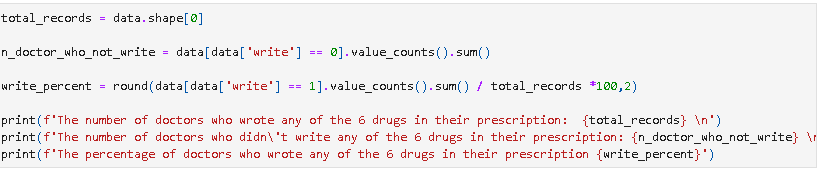 total_records = data.shape[0]
n_doctor_who_not_write = data[data['write'] == 0].value_counts().sum()
write_percent = round(data[data['write'] == 1].value_counts().sum() / total_records *100,2)
print(f'The number of doctors who wrote any of the 6 drugs in their prescription:  {total_records} \n')
print(f'The number of doctors who didn\'t write any of the 6 drugs in their prescription: {n_doctor_who_not_write} \n
print(f'The percentage of doctors who wrote any of the 6 drugs in their prescription {write_percent}')